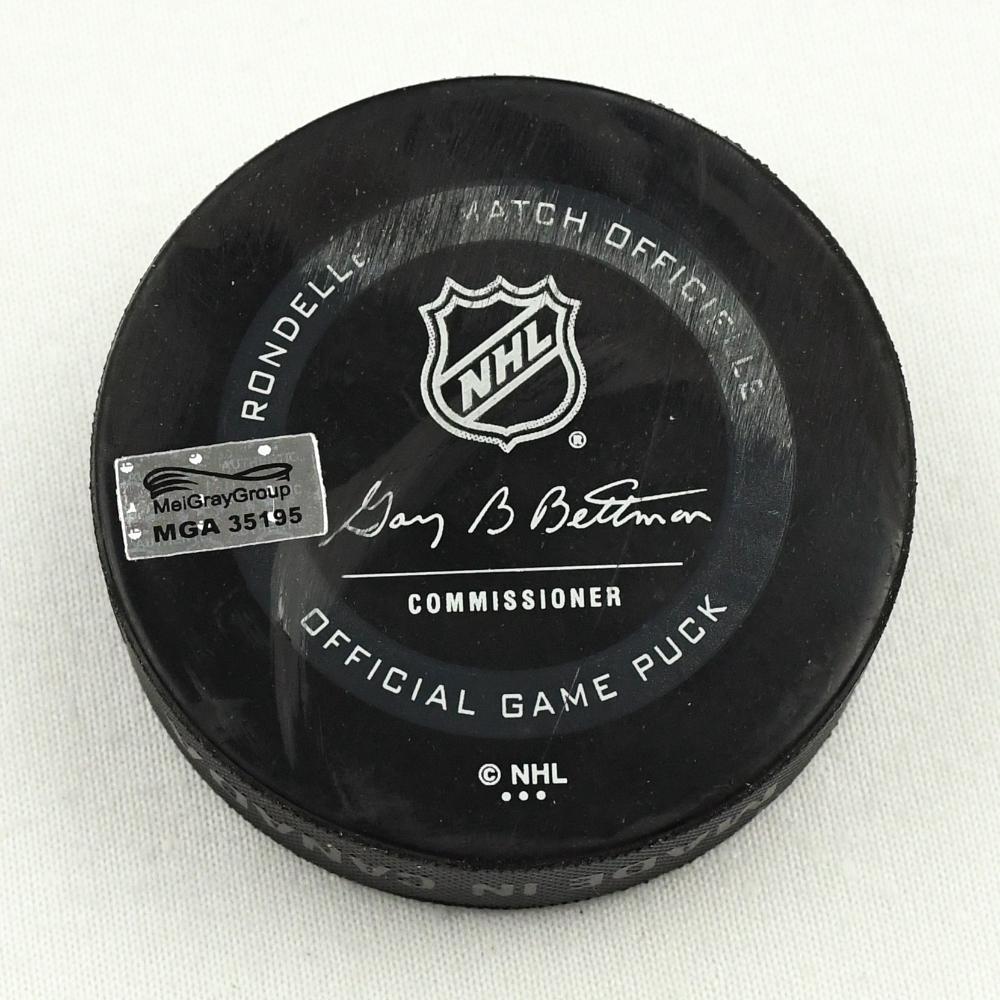 RONDELLE MATCH OFFICIELLE
NHL
®
MeiGrayGroup
MGA 35195
Gary B Bettman
COMMISSIONER
OFFICIAL GAME PUCK
© NHL
MADE IN CANADA